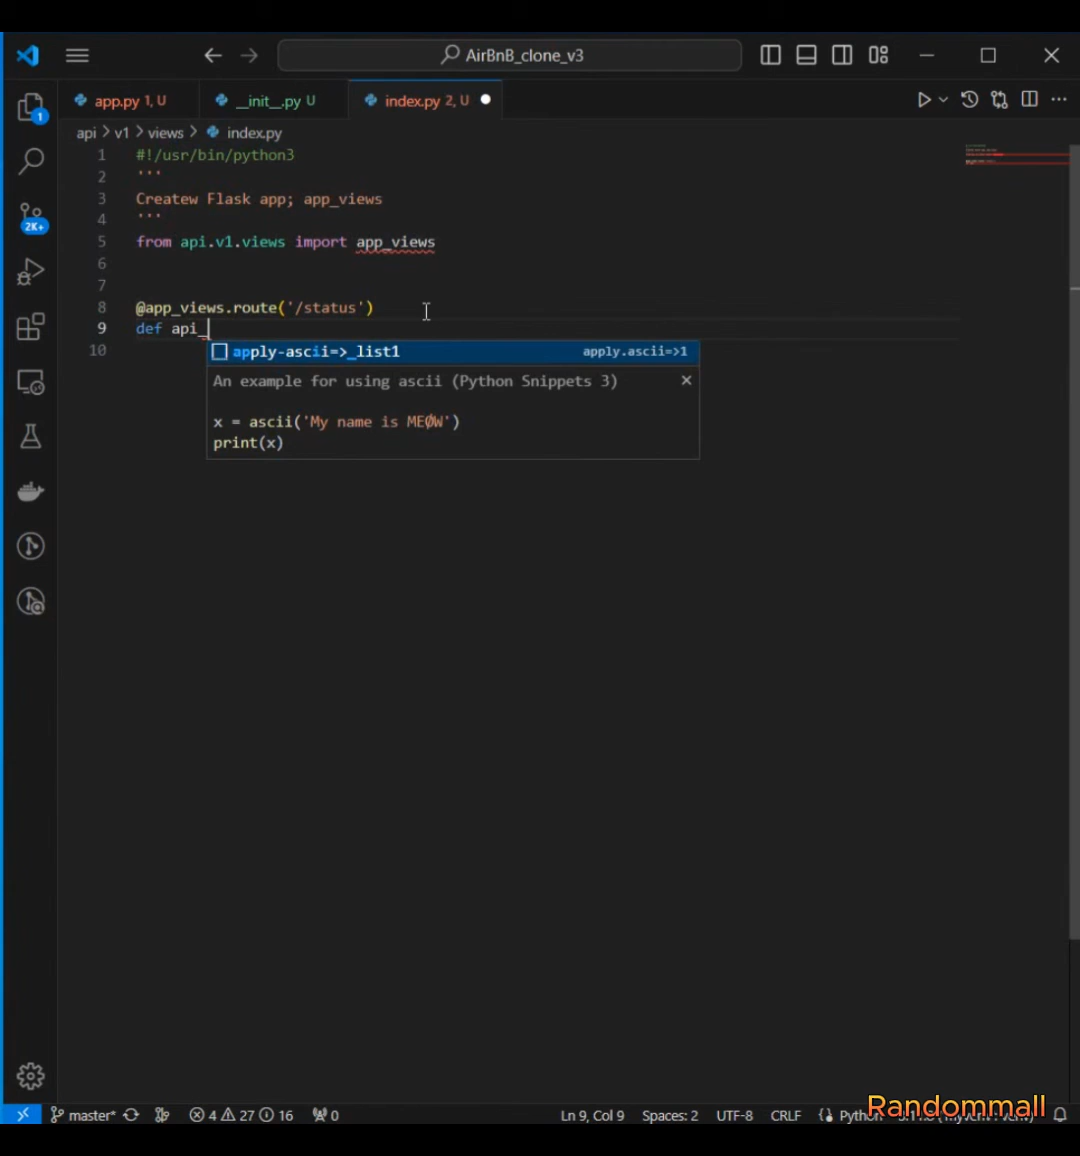 AirBnB_clone_v3
app.py 1, U
__init__.py U
index.py 2, U
1
api > v1 > views > index.py
1 #!/usr/bin/python3
2 '''
3 Createw Flask app; app_views
4 '''
5 from api.v1.views import app_views
6
7
8 @app_views.route('/status')
9 def api_
10
2K+
apply-ascii=>_list1 apply.ascii=>1
An example for using ascii (Python Snippets 3)
x = ascii('My name is MEØW')
print(x)
master* 4 27 16 0 Ln 9, Col 9 Spaces: 2 UTF-8 CRLF Python
Randommall